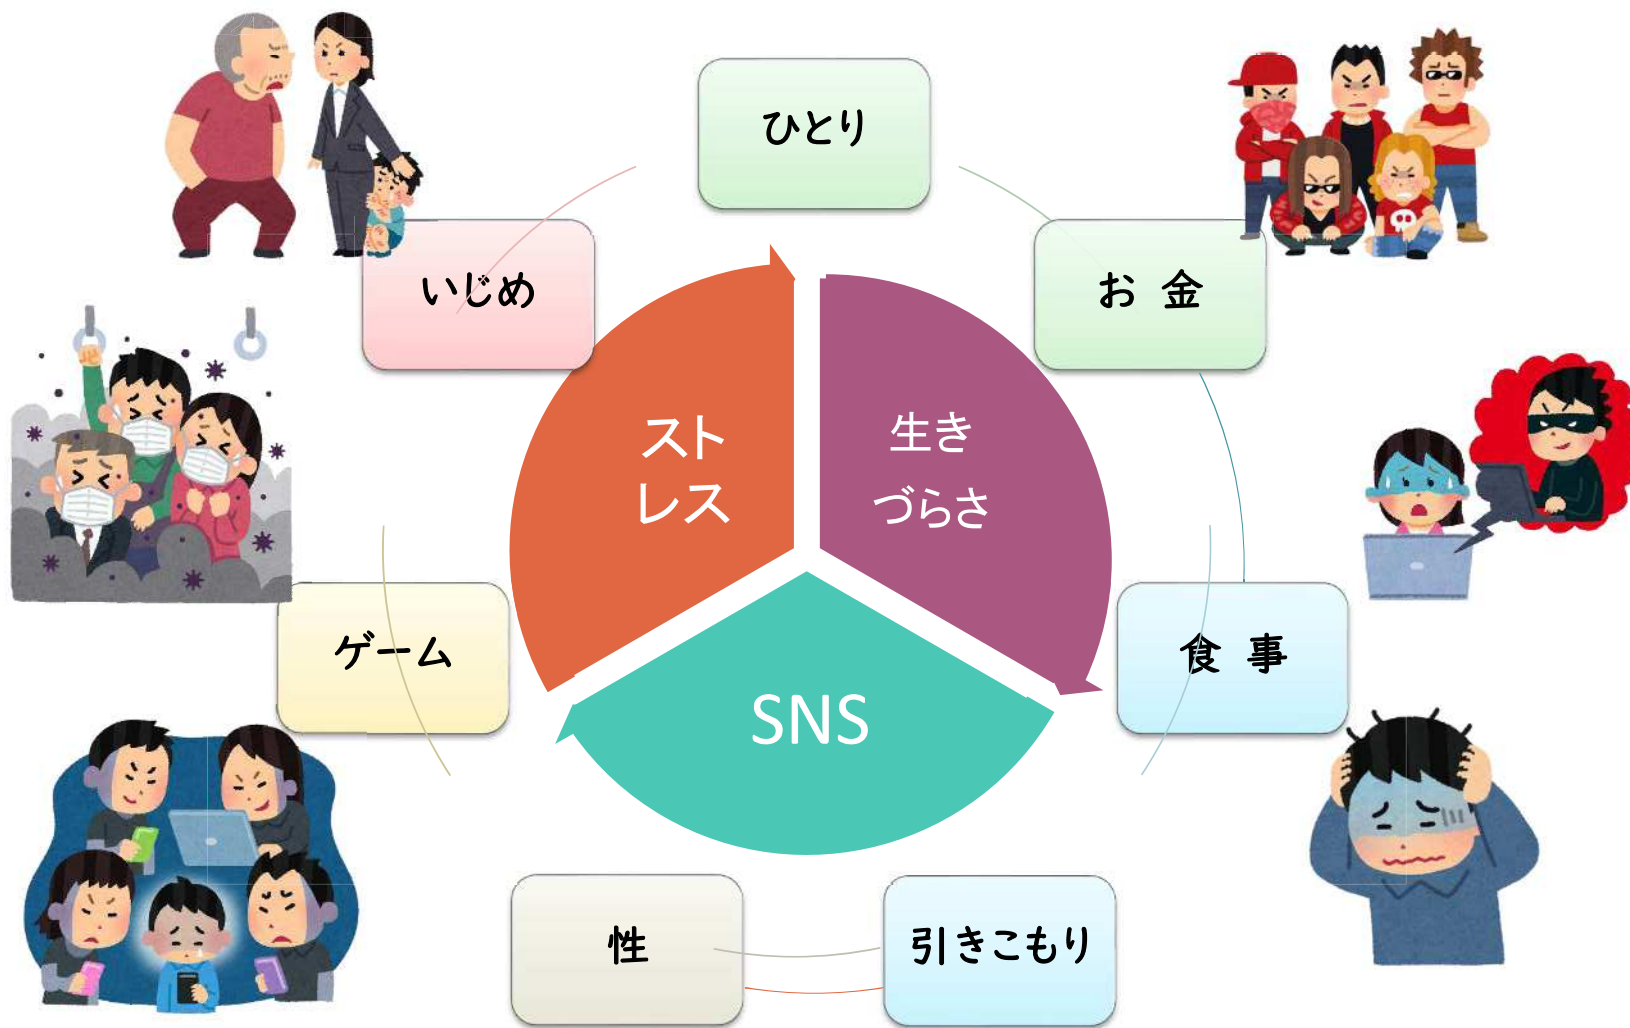 ひとり
いじめ
お 金
スト
レス
生き
づらさ
ゲーム
食 事
SNS
性
引きこもり